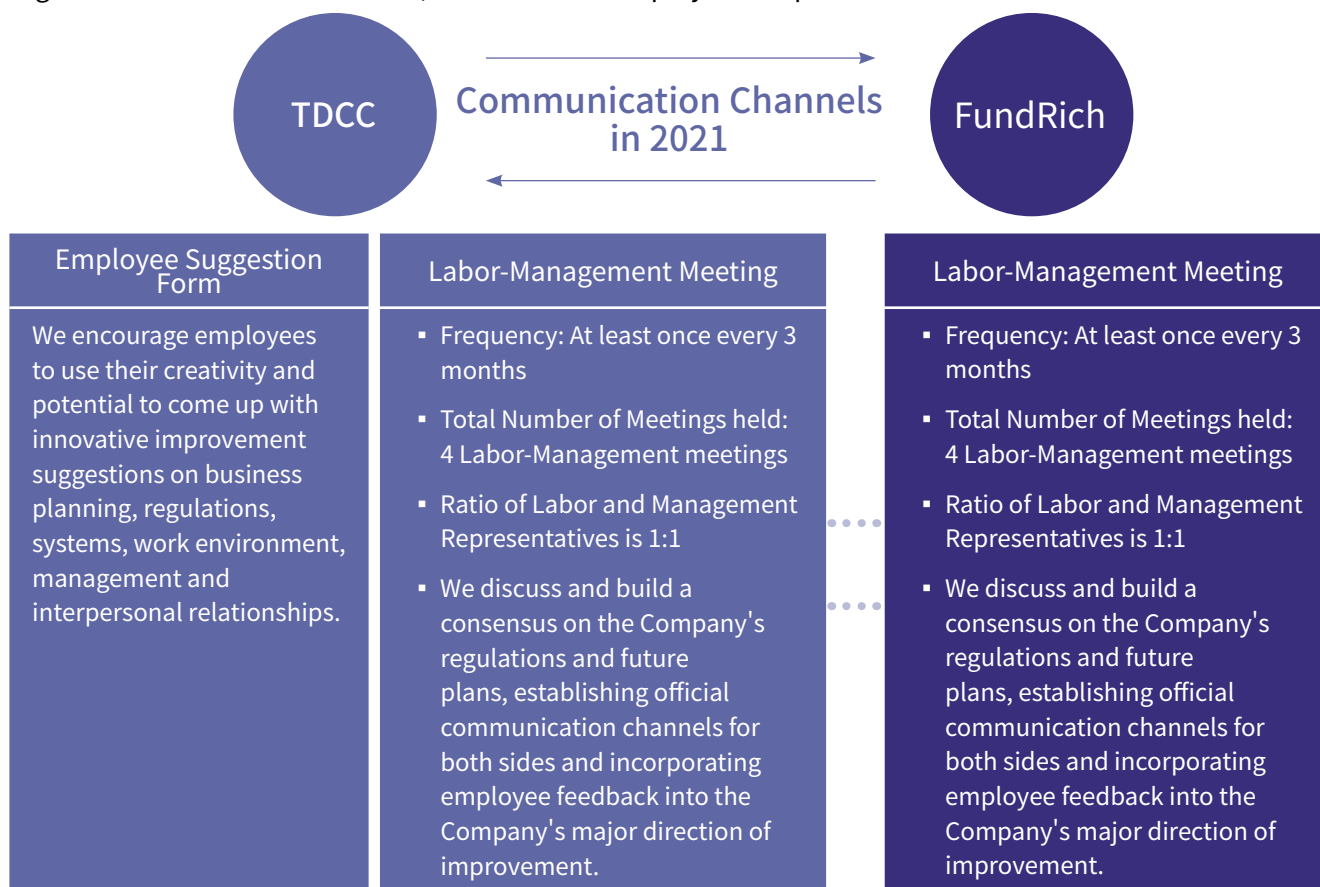 TDCC
Communication Channels
in 2021
FundRich
Employee Suggestion
Form
We encourage employees
to use their creativity and
potential to come up with
innovative improvement
suggestions on business
planning, regulations,
systems, work environment,
management and
interpersonal relationships.
Labor-Management Meeting
▪ Frequency: At least once every 3
months
▪ Total Number of Meetings held:
4 Labor-Management meetings
▪ Ratio of Labor and Management
Representatives is 1:1
▪ We discuss and build a
consensus on the Company's
regulations and future
plans, establishing official
communication channels for
both sides and incorporating
employee feedback into the
Company's major direction of
improvement.
Labor-Management Meeting
▪ Frequency: At least once every 3
months
▪ Total Number of Meetings held:
4 Labor-Management meetings
▪ Ratio of Labor and Management
Representatives is 1:1
▪ We discuss and build a
consensus on the Company's
regulations and future
plans, establishing official
communication channels for
both sides and incorporating
employee feedback into the
Company's major direction of
improvement.